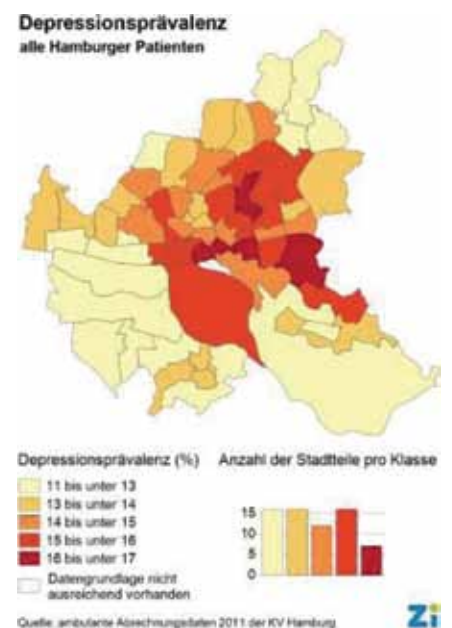 Depressionsprävalenz
alle Hamburger Patienten
Depressionsprävalenz (%)
11 bis unter 13
13 bis unter 14
14 bis unter 15
15 bis unter 16
16 bis unter 17
Datengrundlage nicht
ausreichend vorhanden
Anzahl der Stadtteile pro Klasse
15
10
5
0
Quelle: ambulante Abrechnungsdaten 2011 der KV Hamburg
Zi